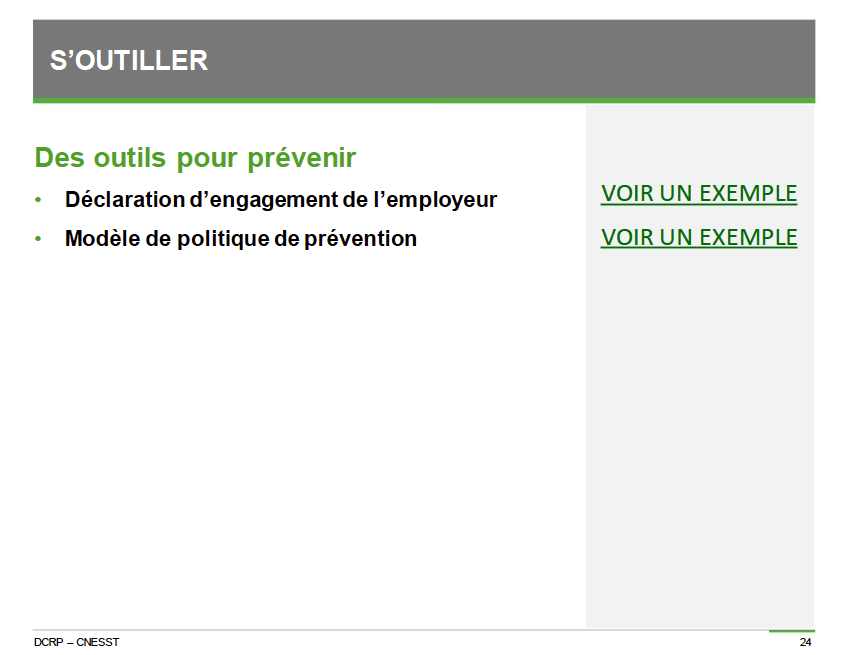 S’OUTILLER
Des outils pour prévenir
• Déclaration d’engagement de l’employeur
VOIR UN EXEMPLE
• Modèle de politique de prévention
VOIR UN EXEMPLE
DCRP – CNESST
24